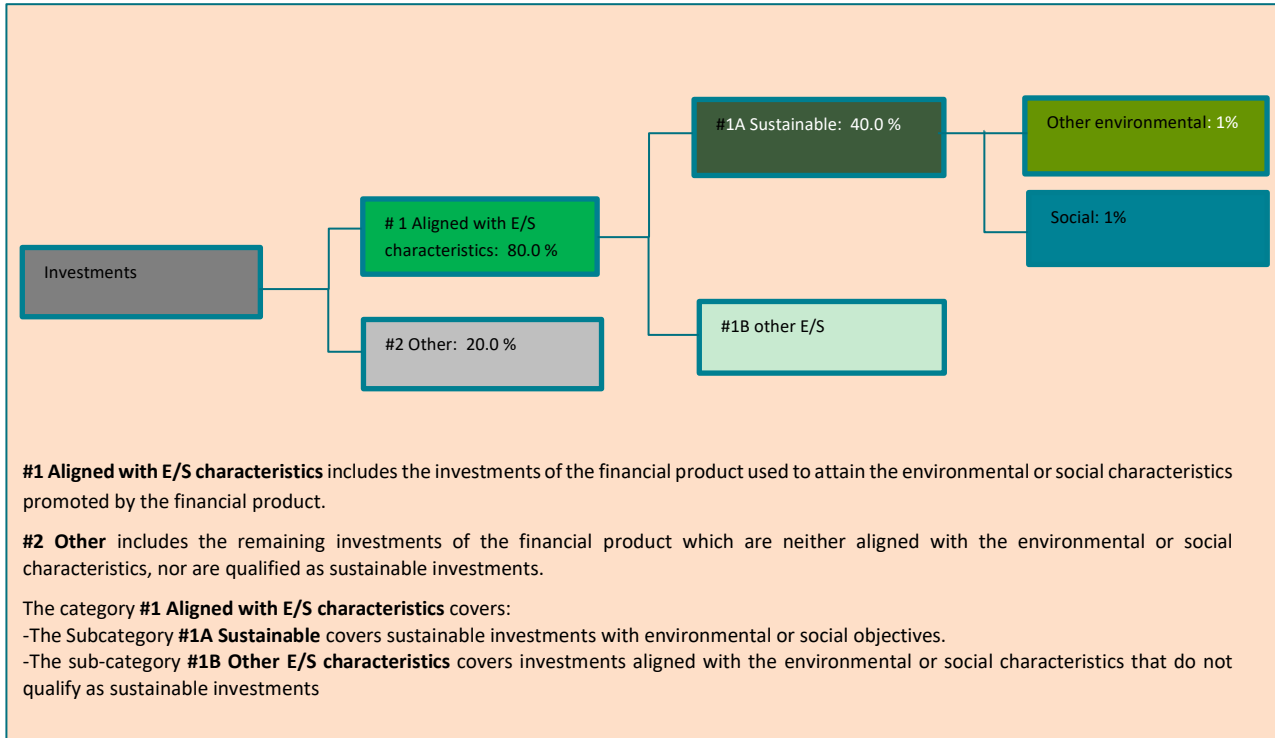 #1A Sustainable: 40.0 %
Other environmental: 1%
# 1 Aligned with E/S
characteristics: 80.0 %
Social: 1%
Investments
#2 Other: 20.0 %
#1B other E/S
#1 Aligned with E/S characteristics includes the investments of the financial product used to attain the environmental or social characteristics
promoted by the financial product.
#2 Other includes the remaining investments of the financial product which are neither aligned with the environmental or social
characteristics, nor are qualified as sustainable investments.
The category #1 Aligned with E/S characteristics covers:
-The Subcategory #1A Sustainable covers sustainable investments with environmental or social objectives.
-The sub-category #1B Other E/S characteristics covers investments aligned with the environmental or social characteristics that do not
qualify as sustainable investments